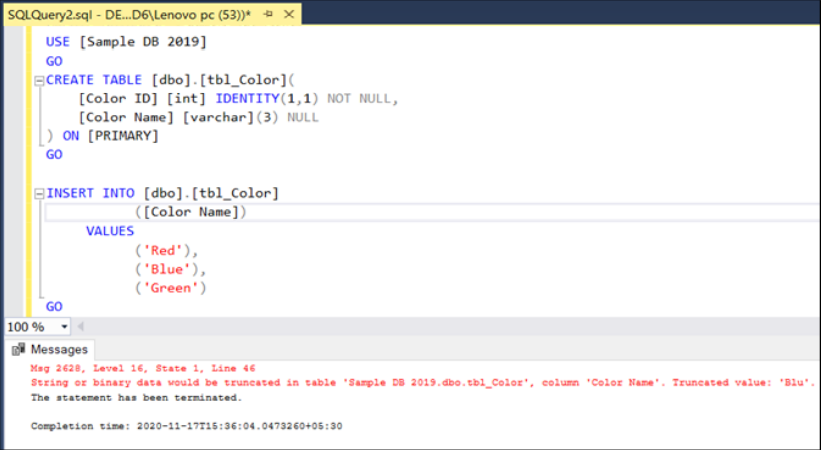 SQLQuery2.sql - DE...D6\Lenovo pc (53))*
USE [Sample DB 2019]
GO
CREATE TABLE [dbo].[tbl_Color](
[Color ID] [int] IDENTITY(1,1) NOT NULL,
[Color Name] [varchar](3) NULL
) ON [PRIMARY]
GO
INSERT INTO [dbo].[tbl_Color]
([Color Name])
VALUES
('Red'),
('Blue'),
('Green')
GO
100 %
Messages
Msg 2628, Level 16, State 1, Line 46
String or binary data would be truncated in table 'Sample DB 2019.dbo.tbl_Color', column 'Color Name'. Truncated value: 'Blu'.
The statement has been terminated.
Completion time: 2020-11-17T15:36:04.0473260+05:30